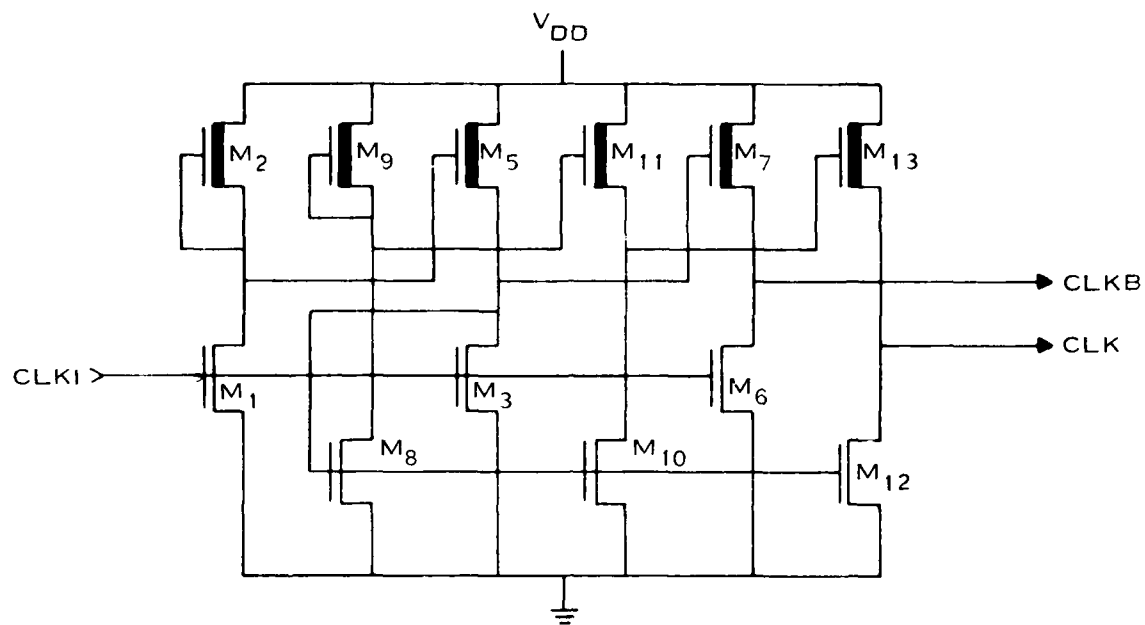 V_DD
M_2
M_9
M_5
M_11
M_7
M_13
CLKB
CLK
CLKI
M_1
M_3
M_6
M_8
M_10
M_12